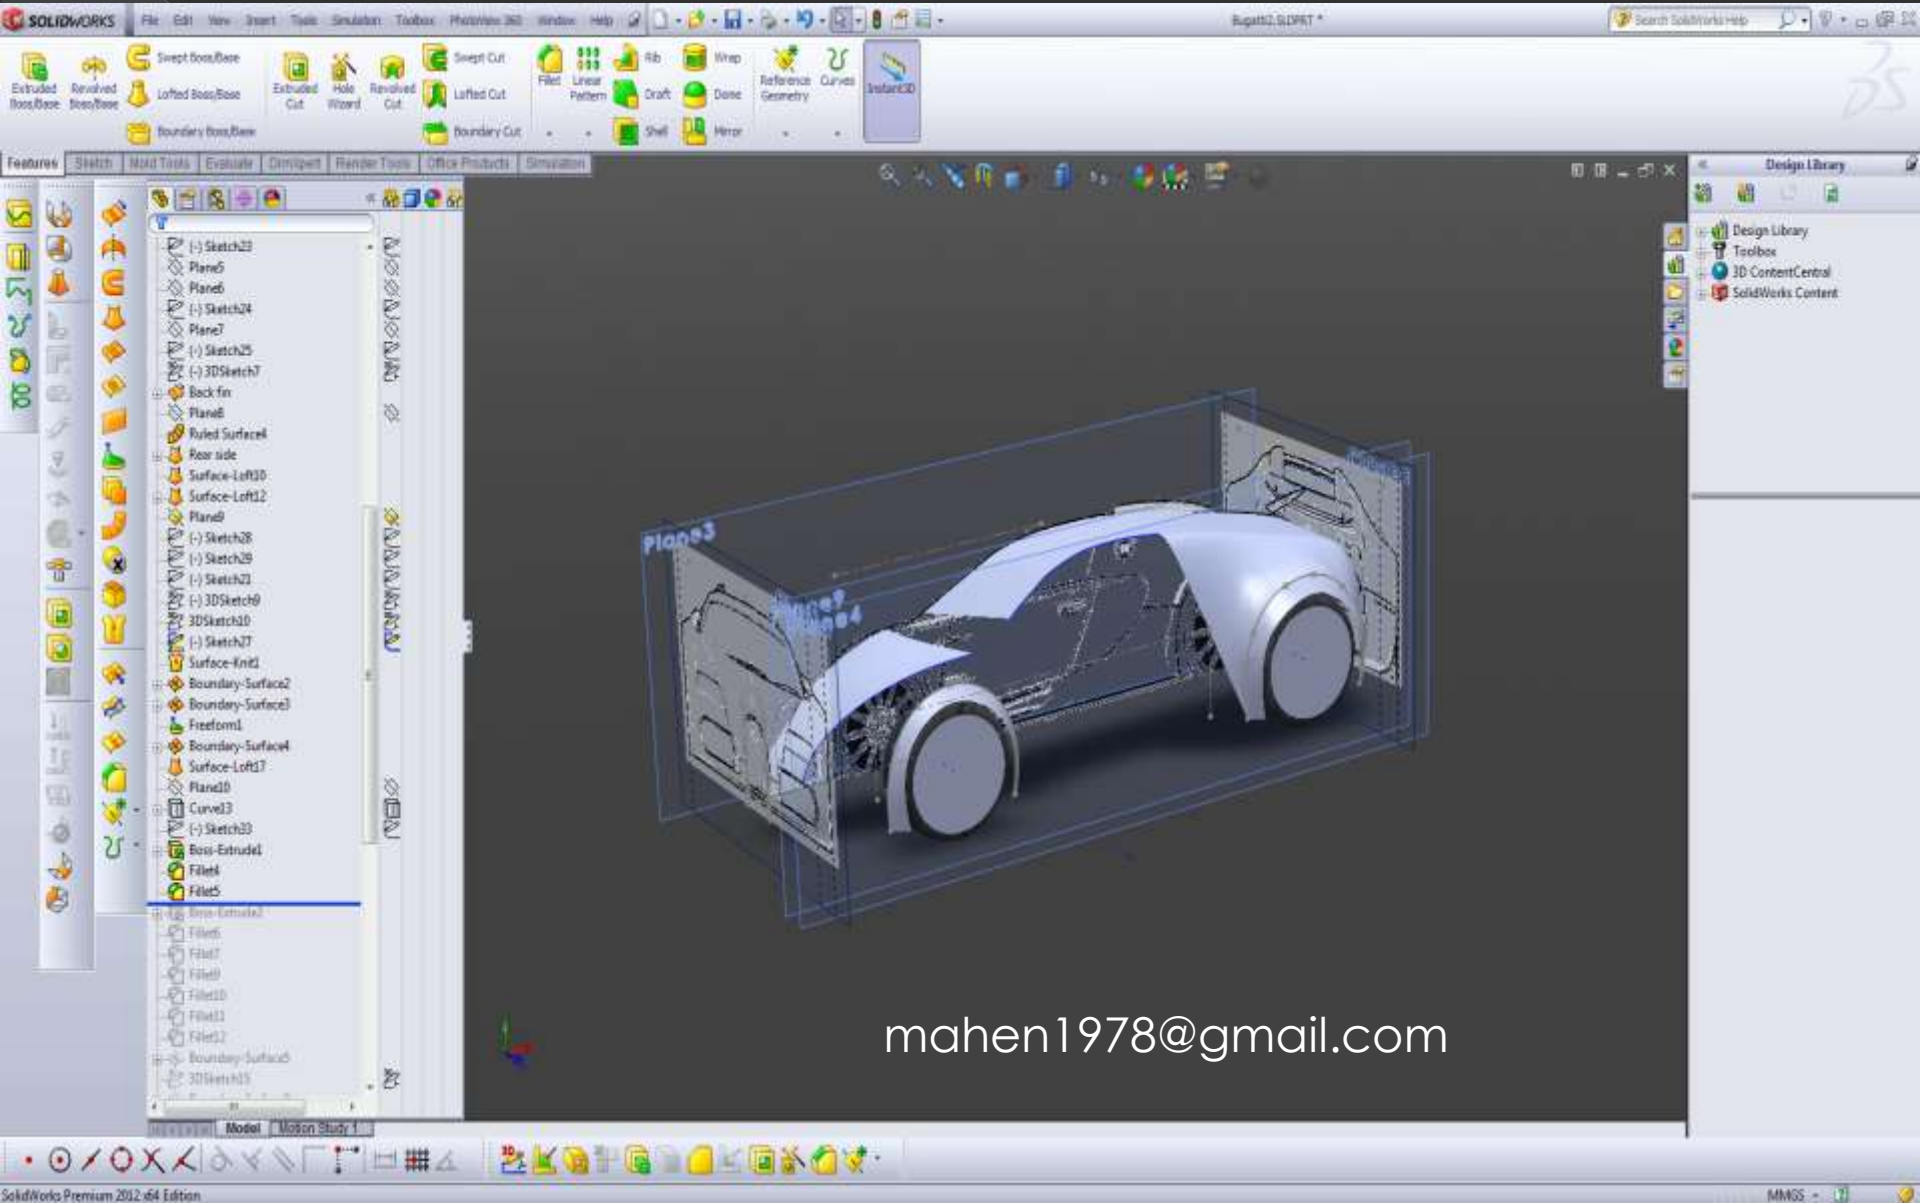 SOLIDWORKS File Edit View Insert Tools Simulation Toolbox PhotoView 360 Window Help
Bugatti2.SLDPRT *
Search SolidWorks Help
Extruded Boss/Base
Revolved Boss/Base
Swept Boss/Base
Lofted Boss/Base
Boundary Boss/Base
Extruded Cut
Hole Wizard
Revolved Cut
Swept Cut
Lofted Cut
Boundary Cut
Fillet
Linear Pattern
Rib
Draft
Shell
Wrap
Dome
Mirror
Reference Geometry
Curves
Instant3D
Features Sketch Mold Tools Evaluate DimXpert Render Tools Office Products Simulation
(-) Sketch23
Plane5
Plane6
(-) Sketch24
Plane7
(-) Sketch25
(-) 3DSketch7
Back fin
Plane8
Ruled Surface4
Rear side
Surface-Loft10
Surface-Loft12
Plane9
(-) Sketch28
(-) Sketch29
(-) Sketch21
(-) 3DSketch9
3DSketch10
(-) Sketch27
Surface-Knit1
Boundary-Surface2
Boundary-Surface3
Freeform1
Boundary-Surface4
Surface-Loft17
Plane10
Curve13
(-) Sketch33
Boss-Extrude1
Fillet4
Fillet5
Boss-Extrude2
Fillet6
Fillet7
Fillet9
Fillet10
Fillet11
Fillet12
Boundary-Surface5
3DSketch15
Model Motion Study 1
Plane3
Design Library
Design Library
Toolbox
3D ContentCentral
SolidWorks Content
mahen1978@gmail.com
SolidWorks Premium 2012 x64 Edition
MMGS